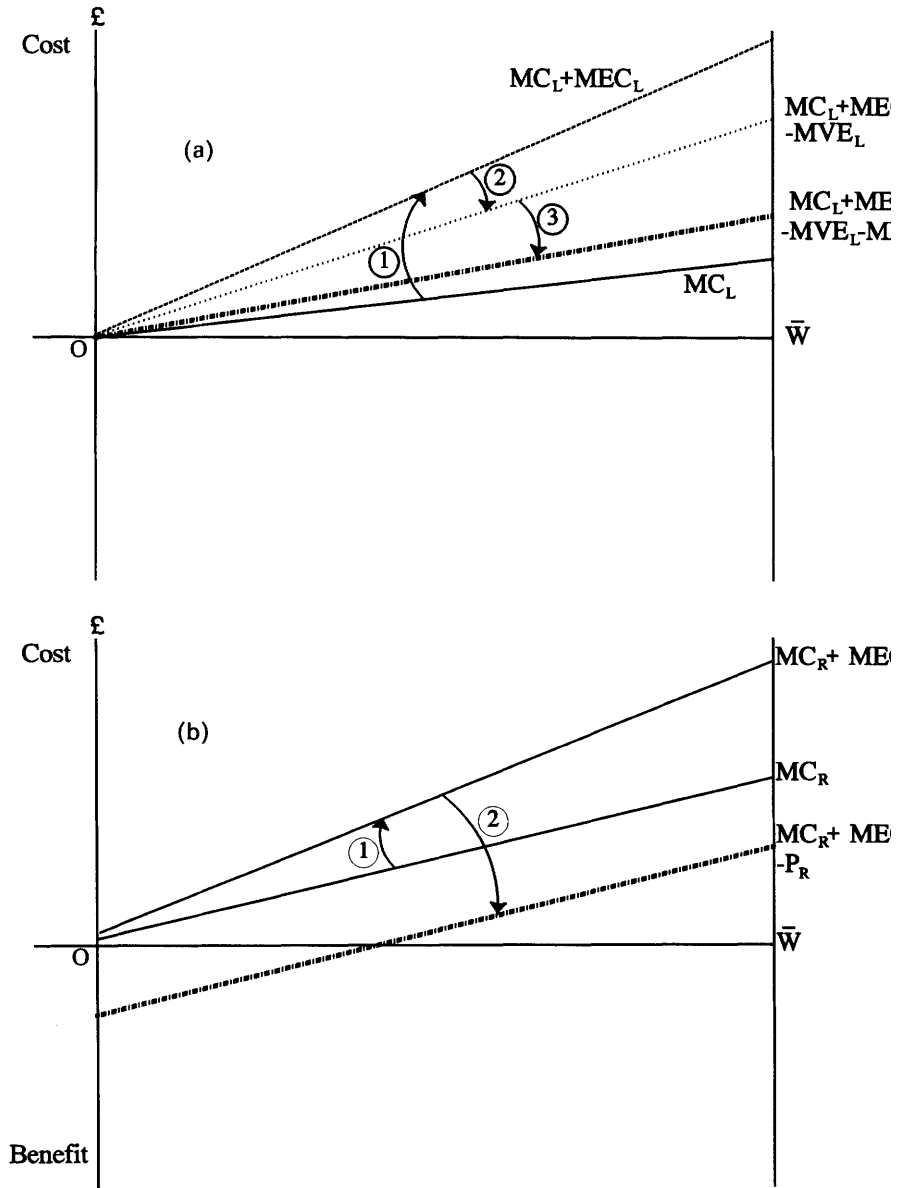 £
Cost
(a)
MC_L+MEC_L
MC_L+ME
-MVE_L
MC_L+ME
-MVE_L-M
MC_L
1
2
3
O
W̄
£
Cost
(b)
MC_R+ ME
MC_R
MC_R+ ME
-P_R
1
2
O
W̄
Benefit